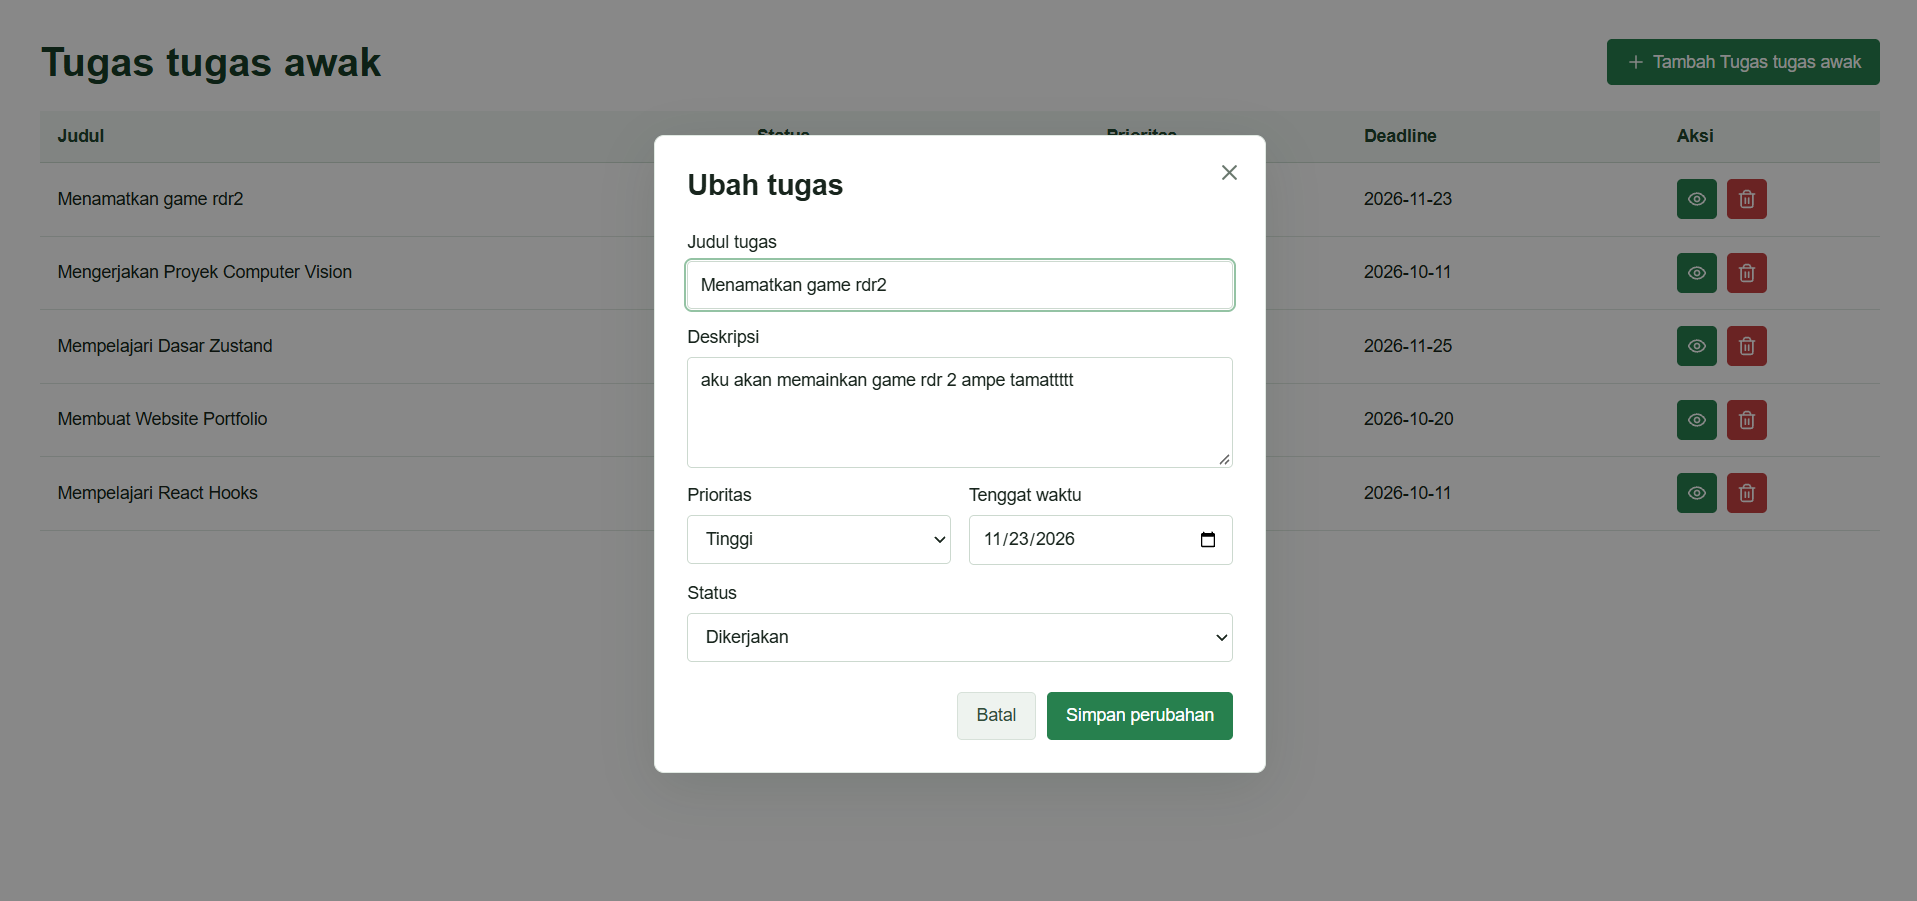 Tugas tugas awak
+ Tambah Tugas tugas awak
Judul Status Prioritas Deadline Aksi
Menamatkan game rdr2 2026-11-23
Mengerjakan Proyek Computer Vision 2026-10-11
Mempelajari Dasar Zustand 2026-11-25
Membuat Website Portfolio 2026-10-20
Mempelajari React Hooks 2026-10-11
Ubah tugas
Judul tugas
Menamatkan game rdr2
Deskripsi
aku akan memainkan game rdr 2 ampe tamattttt
Prioritas Tenggat waktu
Tinggi 11/23/2026
Status
Dikerjakan
Batal Simpan perubahan